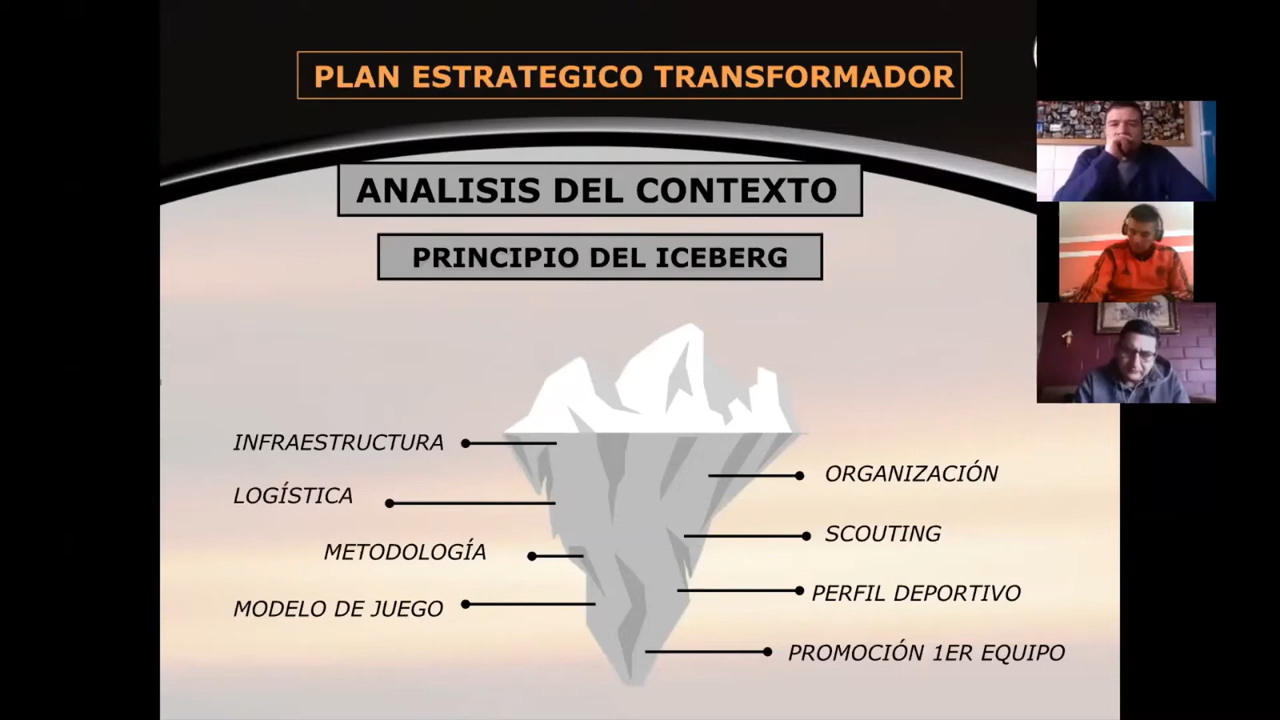 PLAN ESTRATEGICO TRANSFORMADOR
ANALISIS DEL CONTEXTO
PRINCIPIO DEL ICEBERG
INFRAESTRUCTURA
ORGANIZACIÓN
LOGÍSTICA
SCOUTING
METODOLOGÍA
PERFIL DEPORTIVO
MODELO DE JUEGO
PROMOCIÓN 1ER EQUIPO